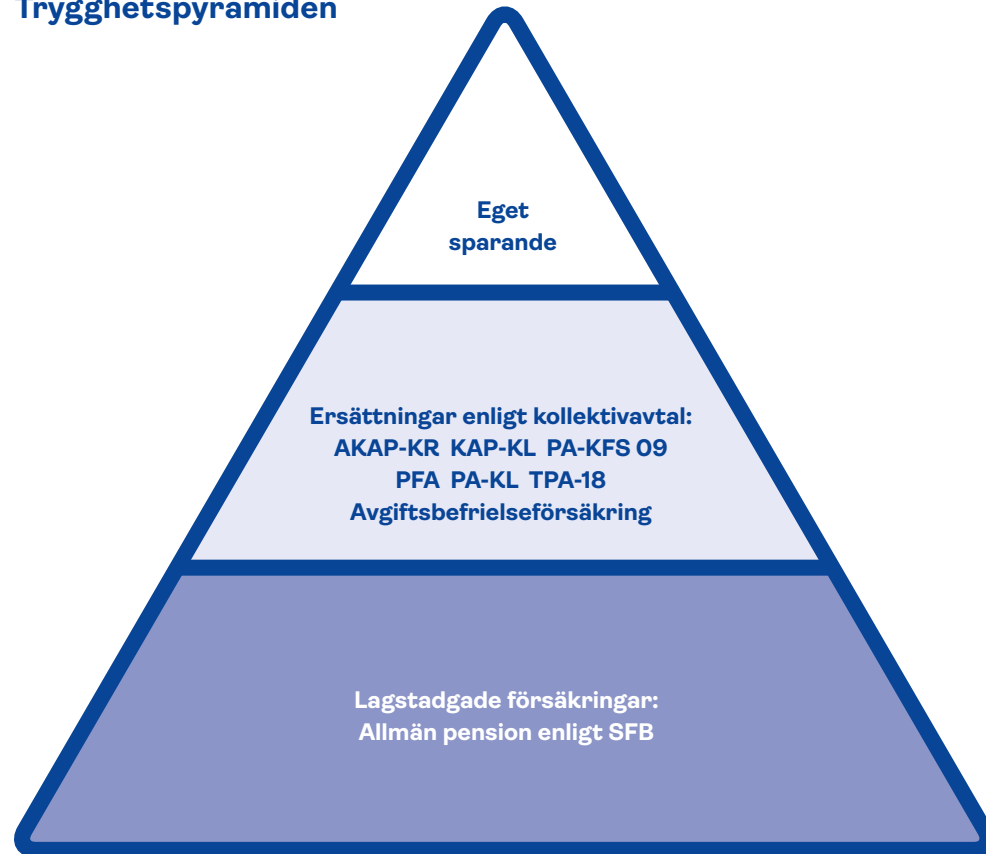 Trygghetspyramiden
Eget
sparande
Ersättningar enligt kollektivavtal:
AKAP-KR KAP-KL PA-KFS 09
PFA PA-KL TPA-18
Avgiftsbefrielseförsäkring
Lagstadgade försäkringar:
Allmän pension enligt SFB